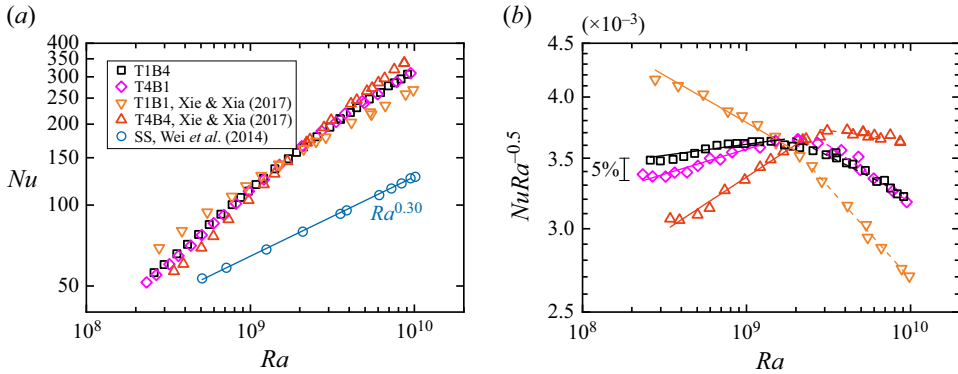 (a)
400
350
300
250
200
150
100
50
Nu
T1B4
T4B1
T1B1, Xie & Xia (2017)
T4B4, Xie & Xia (2017)
SS, Wei et al. (2014)
Ra^0.30
10^8
10^9
10^10
Ra
(b)
(×10^–3)
4.5
4.0
3.5
3.0
2.5
NuRa^–0.5
5%
10^8
10^9
10^10
Ra